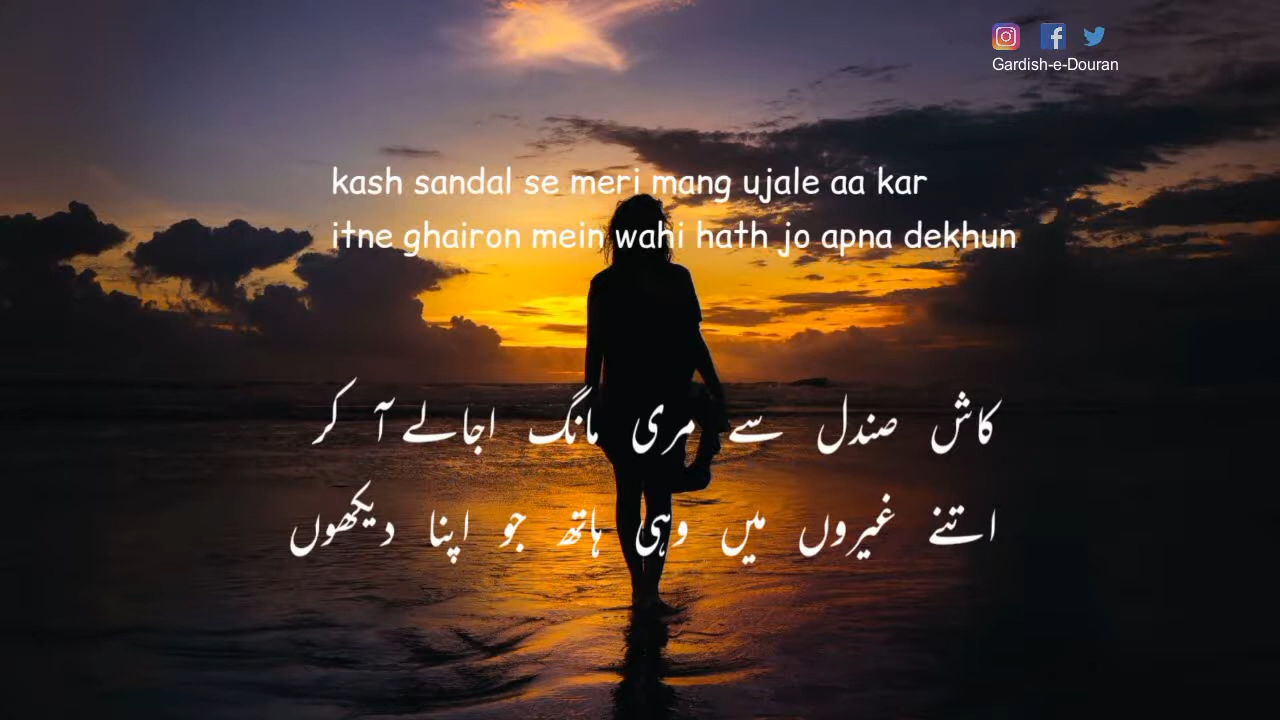 Gardish-e-Douran
kash sandal se meri mang ujale aa kar
itne ghairon mein wahi hath jo apna dekhun
کاش صندل سے مری مانگ اجالے آ کر
اتنے غیروں میں وہی ہاتھ جو اپنا دیکھوں